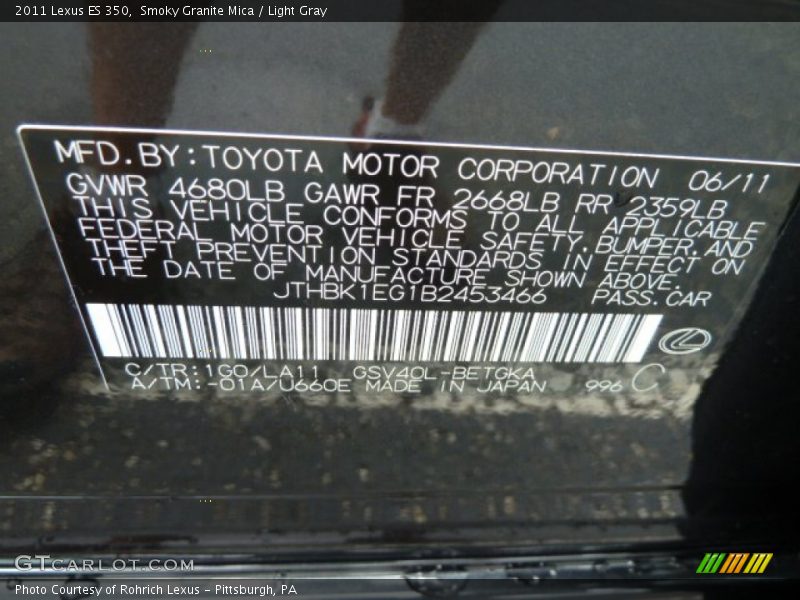 2011 Lexus ES 350, Smoky Granite Mica / Light Gray
MFD.BY:TOYOTA MOTOR CORPORATION 06/11
GVWR 4680LB GAWR FR 2668LB RR 2359LB
THIS VEHICLE CONFORMS TO ALL APPLICABLE
FEDERAL MOTOR VEHICLE SAFETY,BUMPER,AND
THEFT PREVENTION STANDARDS IN EFFECT ON
THE DATE OF MANUFACTURE SHOWN ABOVE.
JTHBK1EG1B2453466 PASS.CAR
C/TR:1G0/LA11 GSV40L-BETGKA
A/TM:-01A/U660E MADE IN JAPAN 996 C
GTCARLOT.COM
Photo Courtesy of Rohrich Lexus - Pittsburgh, PA